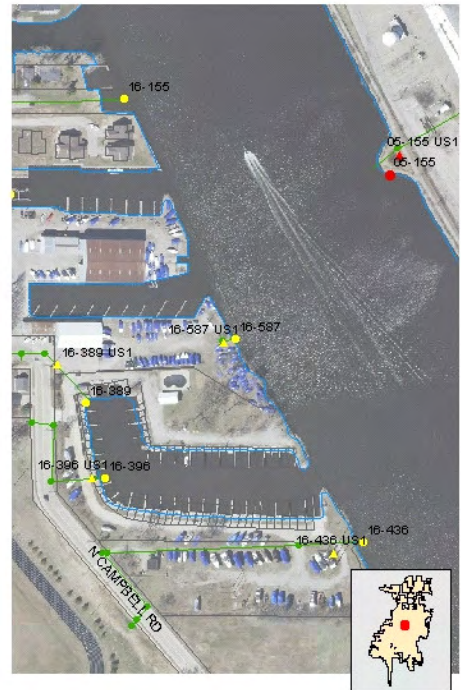 16-155
05-155 US1
05-155
16-587 US1
16-587
16-389 US1
16-389
16-396 US1
16-396
16-436
16-436 US1
N CAMPBELL RD